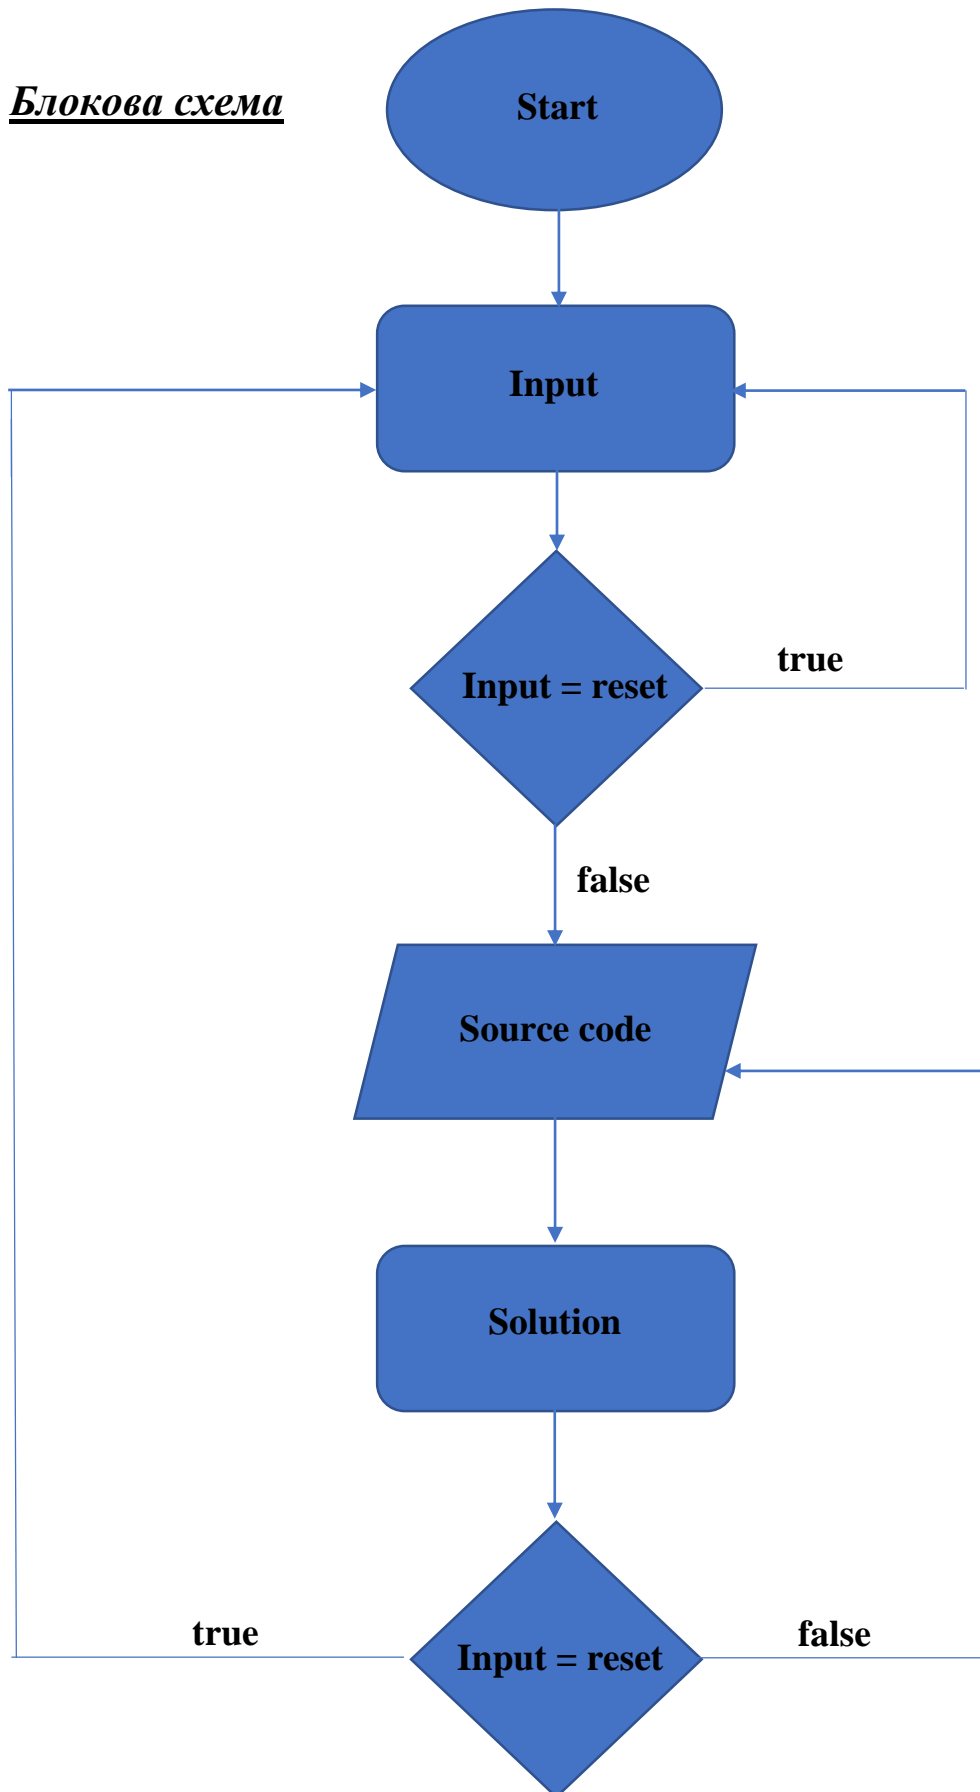 Блокова схема
Start
Input
Input = reset
true
false
Source code
Solution
true
Input = reset
false